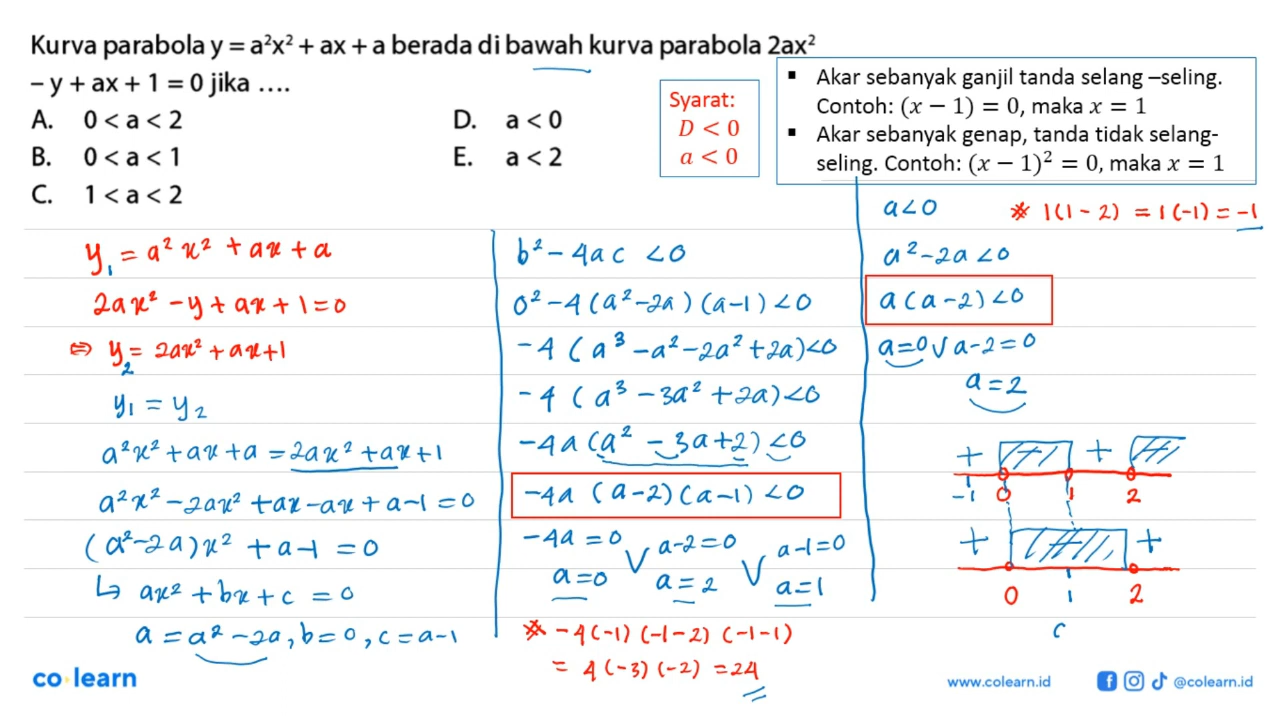 Kurva parabola y = a²x² + ax + a berada di bawah kurva parabola 2ax²
– y + ax + 1 = 0 jika ....
A. 0 < a < 2
B. 0 < a < 1
C. 1 < a < 2
D. a < 0
E. a < 2
Syarat:
D < 0
a < 0
▪ Akar sebanyak ganjil tanda selang –seling.
Contoh: (x − 1) = 0, maka x = 1
▪ Akar sebanyak genap, tanda tidak selang-
seling. Contoh: (x − 1)² = 0, maka x = 1
y₁ = a²x² + ax + a
2ax² − y + ax + 1 = 0
⇔ y₂ = 2ax² + ax + 1
y₁ = y₂
a²x² + ax + a = 2ax² + ax + 1
a²x² − 2ax² + ax − ax + a − 1 = 0
(a² − 2a)x² + a − 1 = 0
↳ ax² + bx + c = 0
a = a² − 2a, b = 0, c = a − 1
b² − 4ac < 0
0² − 4(a² − 2a)(a − 1) < 0
−4(a³ − a² − 2a² + 2a) < 0
−4(a³ − 3a² + 2a) < 0
−4a(a² − 3a + 2) < 0
−4a(a − 2)(a − 1) < 0
−4a = 0 ∨ a − 2 = 0 ∨ a − 1 = 0
a = 0 a = 2 a = 1
* −4(−1)(−1−2)(−1−1)
= 4(−3)(−2) = 24
a < 0
* 1(1 − 2) = 1(−1) = −1
a² − 2a < 0
a(a − 2) < 0
a = 0 ∨ a − 2 = 0
a = 2
+ + 
−1 0 1 2
+ +
0 1 2
c
co learn
www.colearn.id
@colearn.id